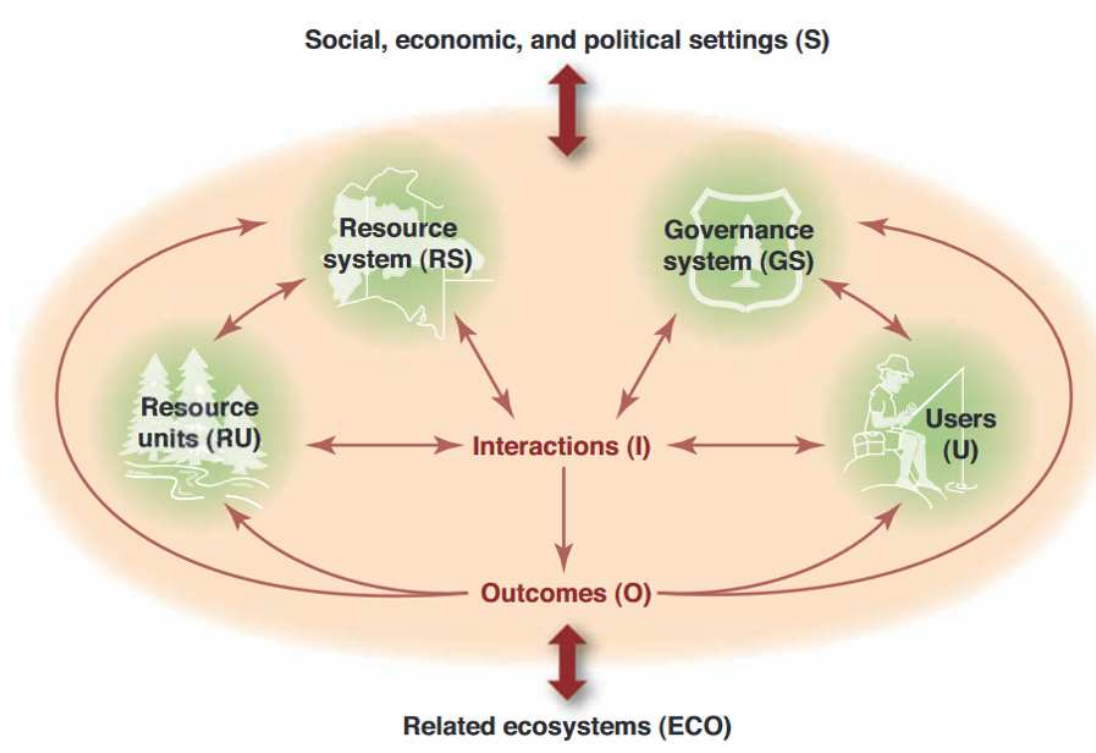 Social, economic, and political settings (S)
Resource
system (RS)
Governance
system (GS)
Resource
units (RU)
Interactions (I)
Users
(U)
Outcomes (O)
Related ecosystems (ECO)